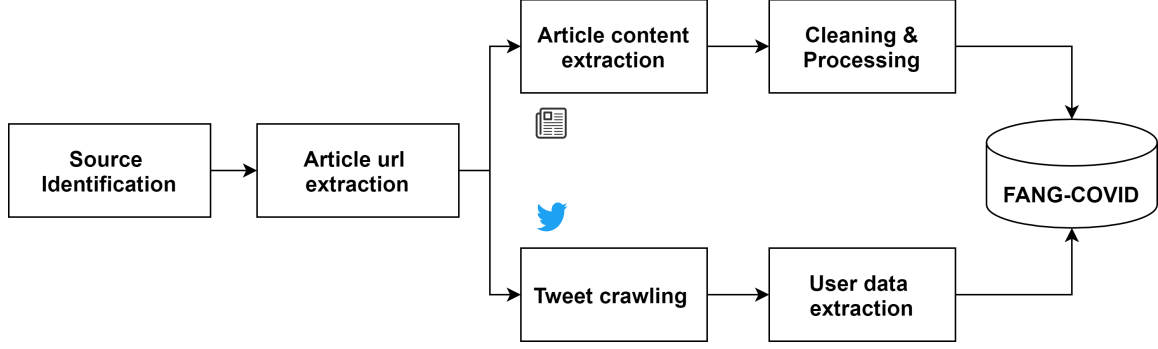 Source
Identification
Article url
extraction
Article content
extraction
Cleaning &
Processing
Tweet crawling
User data
extraction
FANG-COVID